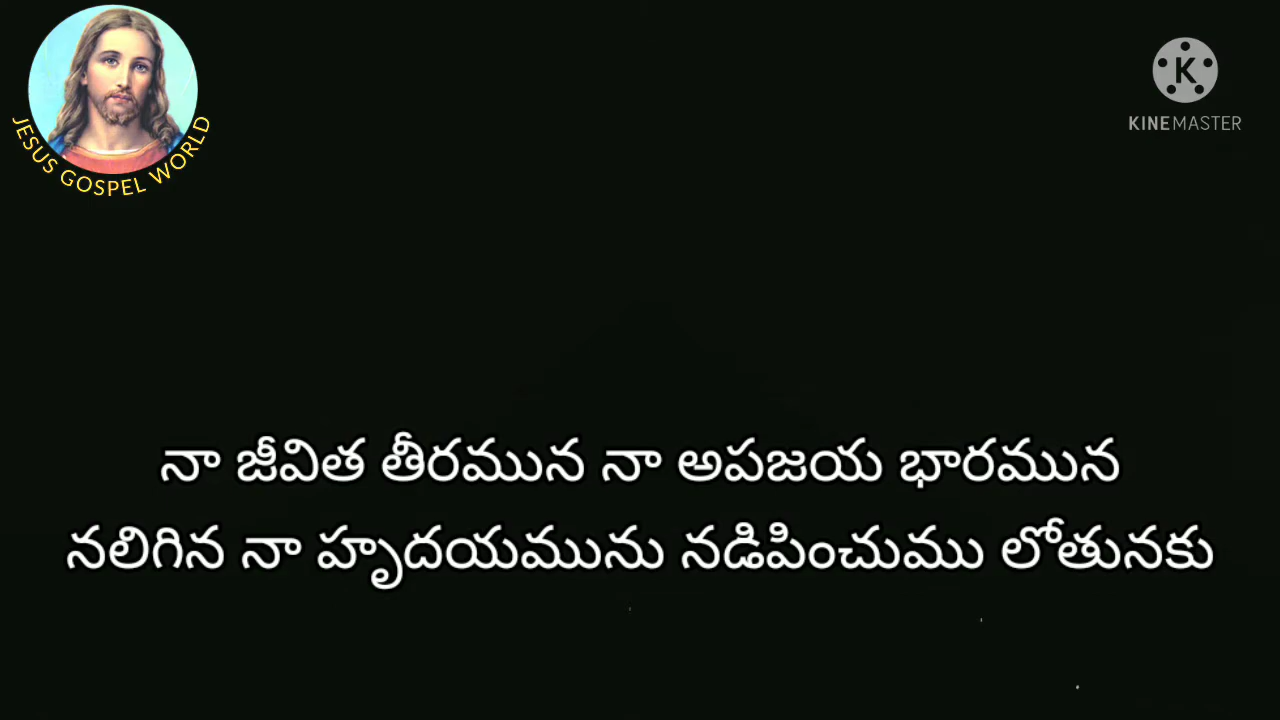 JESUS GOSPEL WORLD
KINEMASTER
నా జీవిత తీరమున నా అపజయ భారమున
నలిగిన నా హృదయమును నడిపించుము లోతునకు